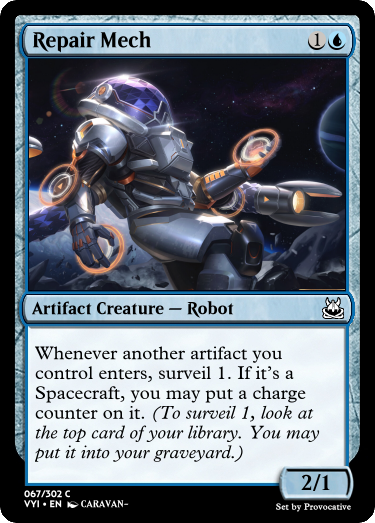 Repair Mech
1
Artifact Creature — Robot
Whenever another artifact you
control enters, surveil 1. If it's a
Spacecraft, you may put a charge
counter on it. (To surveil 1, look at
the top card of your library. You may
put it into your graveyard.)
2/1
067/302 C
VYI • EN CARAVAN-
Set by Provocative